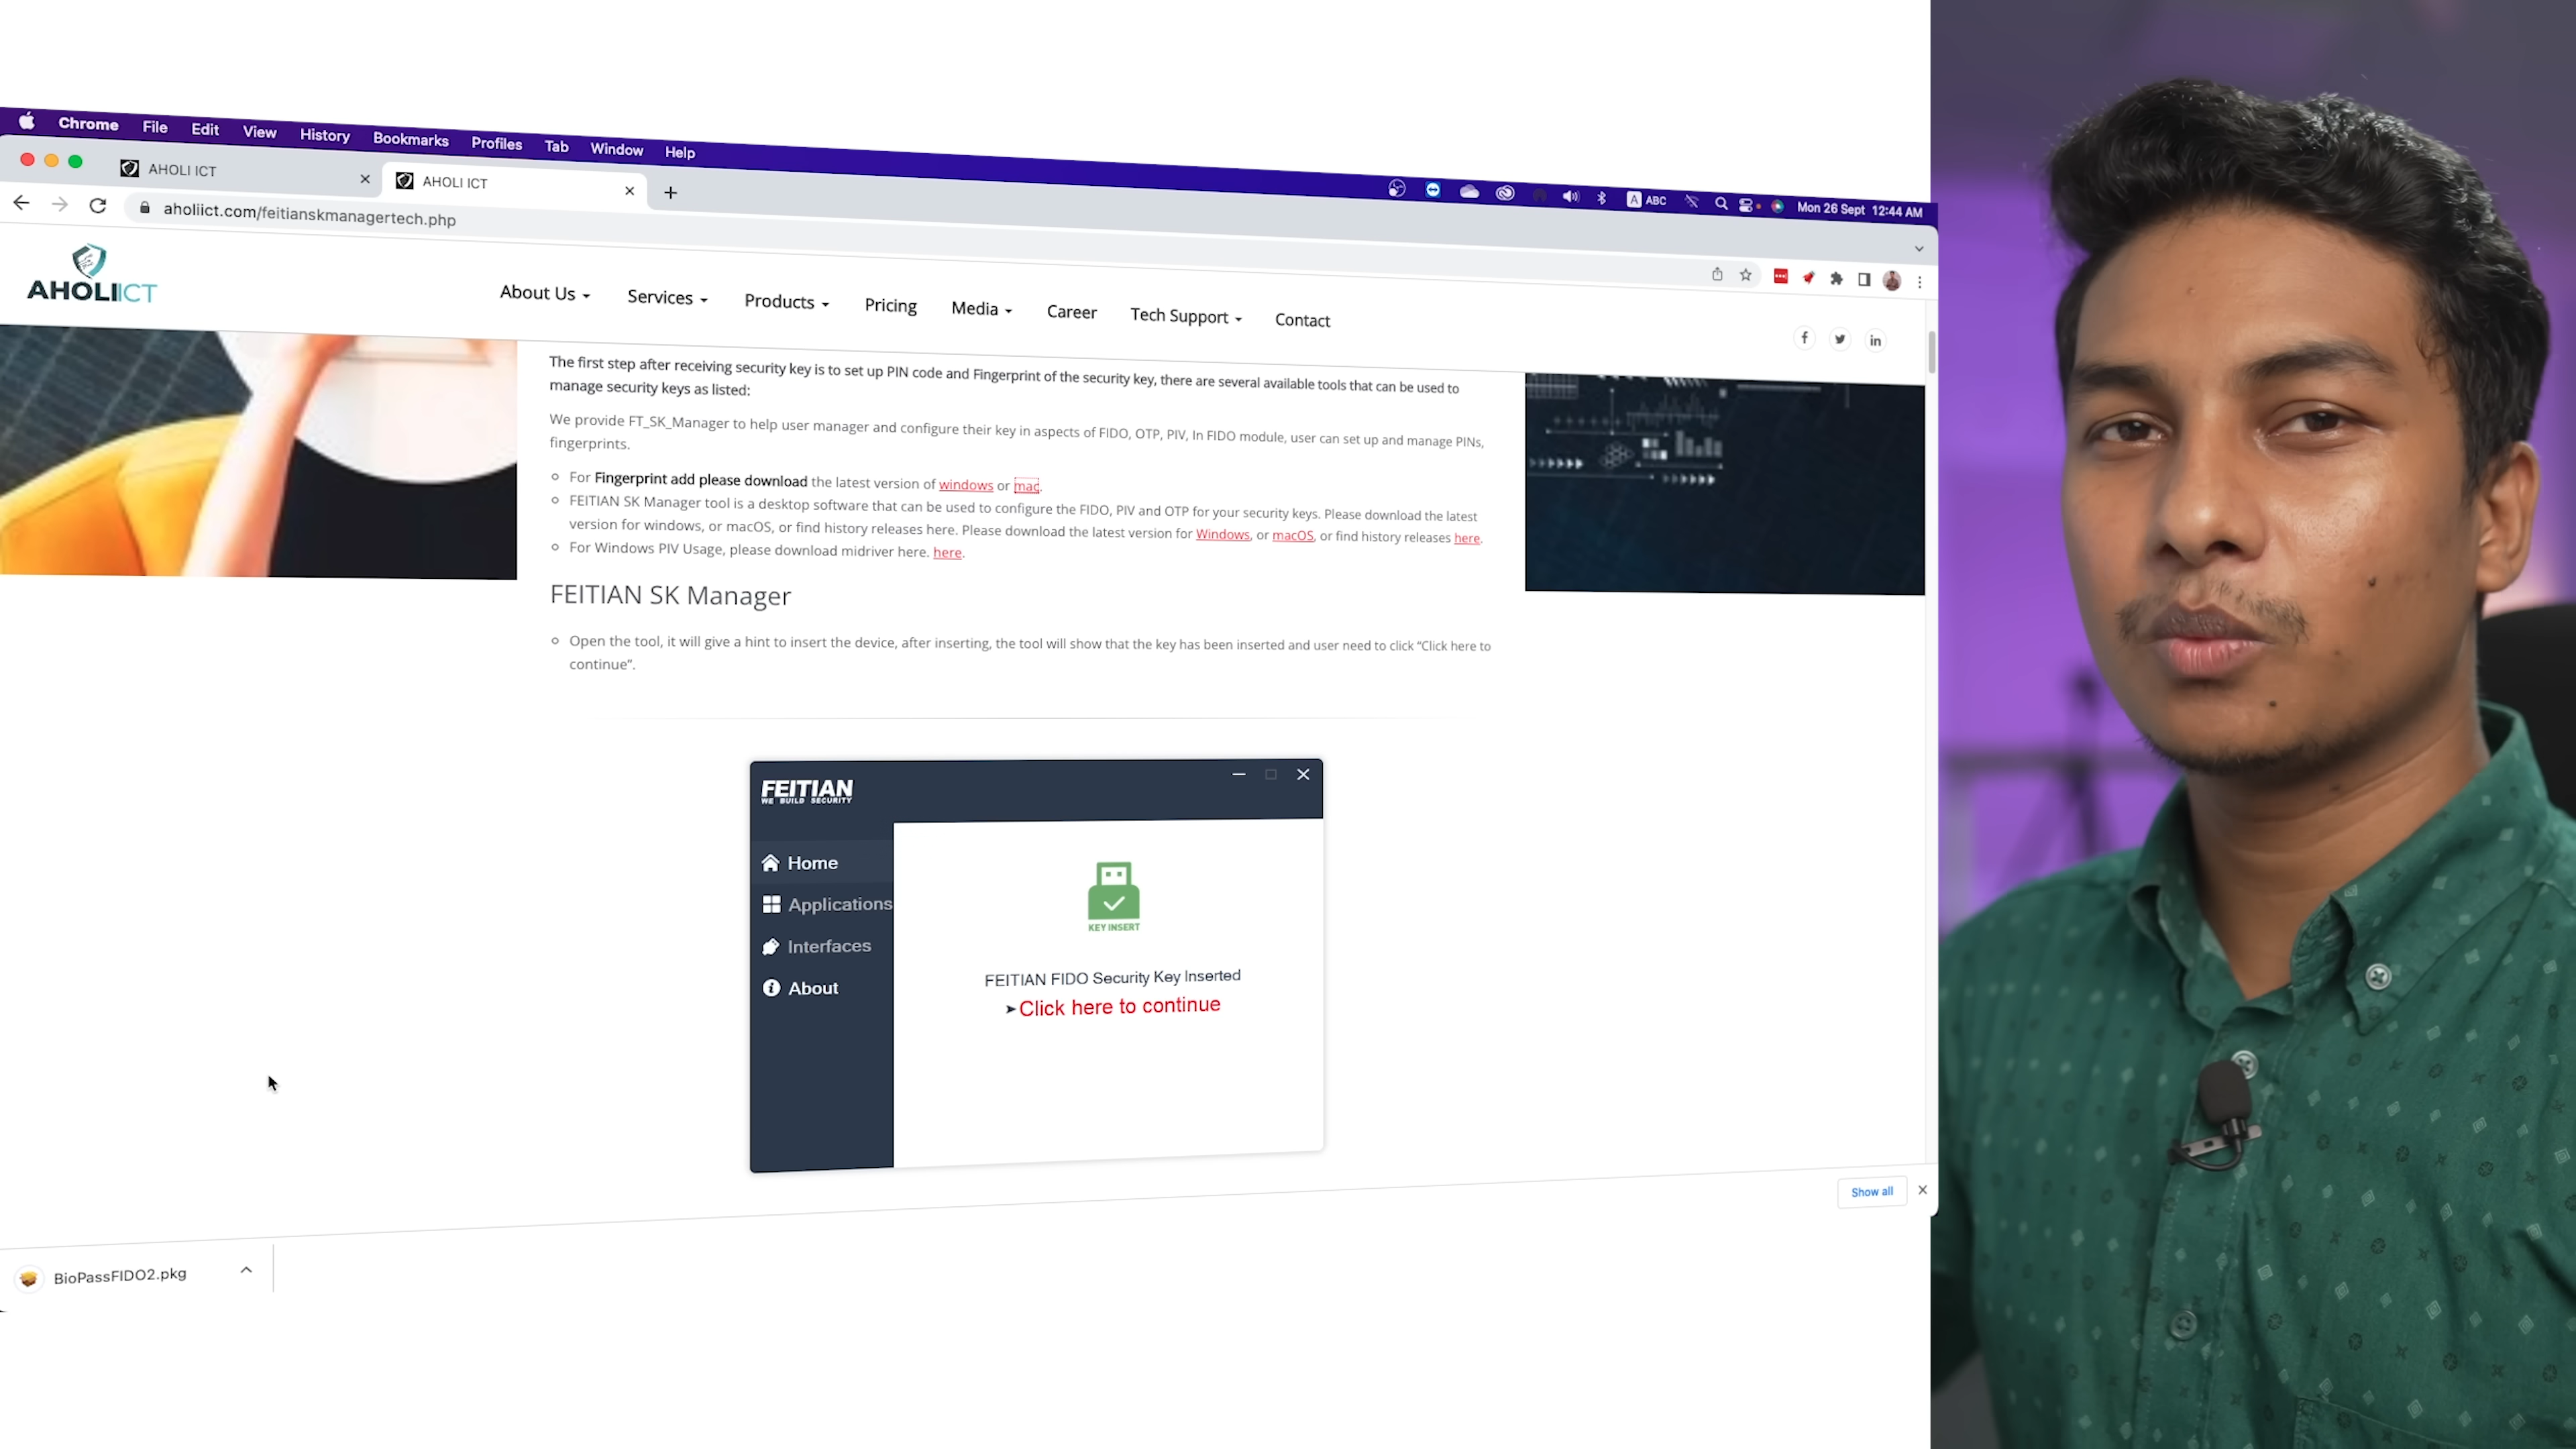 Chrome File Edit View History Bookmarks Profiles Tab Window Help
ABC Mon 26 Sept 12:44 AM
AHOLI ICT
AHOLI ICT
aholiict.com/feitianskmanagertech.php
AHOLIICT
About Us Services Products Pricing Media Career Tech Support Contact
The first step after receiving security key is to set up PIN code and Fingerprint of the security key, there are several available tools that can be used to
manage security keys as listed:
We provide FT_SK_Manager to help user manager and configure their key in aspects of FIDO, OTP, PIV, In FIDO module, user can set up and manage PINs,
fingerprints.
For Fingerprint add please download the latest version of windows or mac.
FEITIAN SK Manager tool is a desktop software that can be used to configure the FIDO, PIV and OTP for your security keys. Please download the latest
version for windows, or macOS, or find history releases here. Please download the latest version for Windows, or macOS, or find history releases here.
For Windows PIV Usage, please download midriver here. here.
FEITIAN SK Manager
Open the tool, it will give a hint to insert the device, after inserting, the tool will show that the key has been inserted and user need to click "Click here to
continue".
FEITIAN
WE BUILD SECURITY
Home
Applications
Interfaces
About
KEY INSERT
FEITIAN FIDO Security Key Inserted
➤Click here to continue
Show all
BioPassFIDO2.pkg